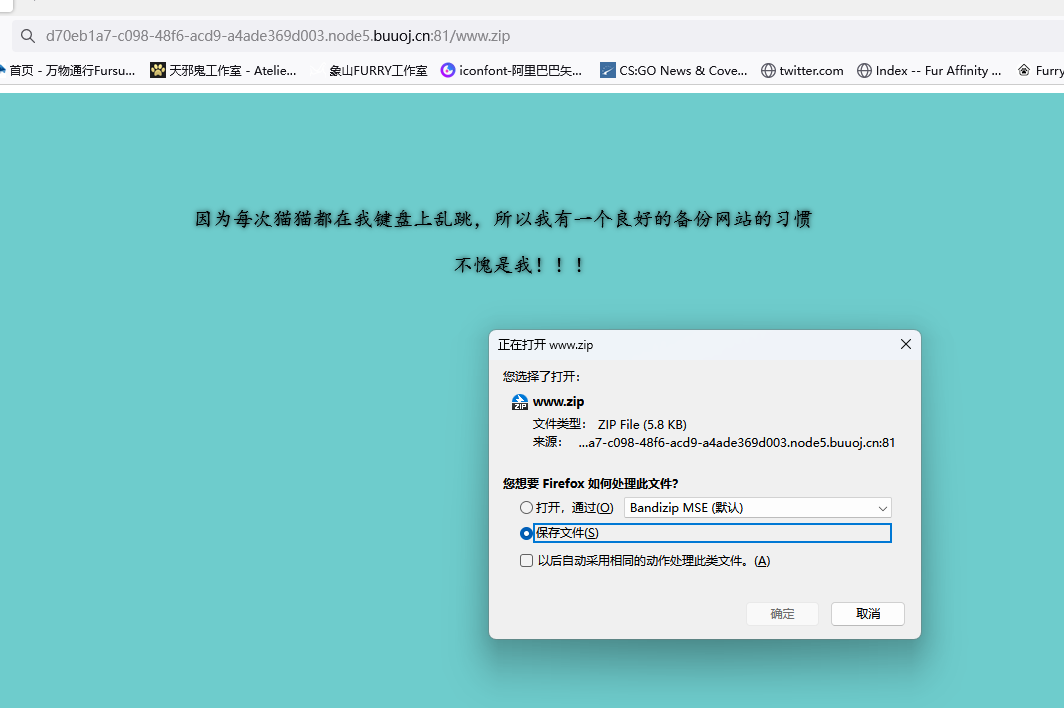 d70eb1a7-c098-48f6-acd9-a4ade369d003.node5.buuoj.cn:81/www.zip
首页 - 万物通行Fursu... 天邪鬼工作室 - Atelie... 象山FURRY工作室 iconfont-阿里巴巴矢... CS:GO News & Cove... twitter.com Index -- Fur Affinity ... Furry
因为每次猫猫都在我键盘上乱跳，所以我有一个良好的备份网站的习惯
不愧是我！！！
正在打开 www.zip
您选择了打开：
ZIP www.zip
文件类型： ZIP File (5.8 KB)
来源： ...a7-c098-48f6-acd9-a4ade369d003.node5.buuoj.cn:81
您想要 Firefox 如何处理此文件?
打开，通过(O) Bandizip MSE (默认)
保存文件(S)
以后自动采用相同的动作处理此类文件。(A)
确定 取消